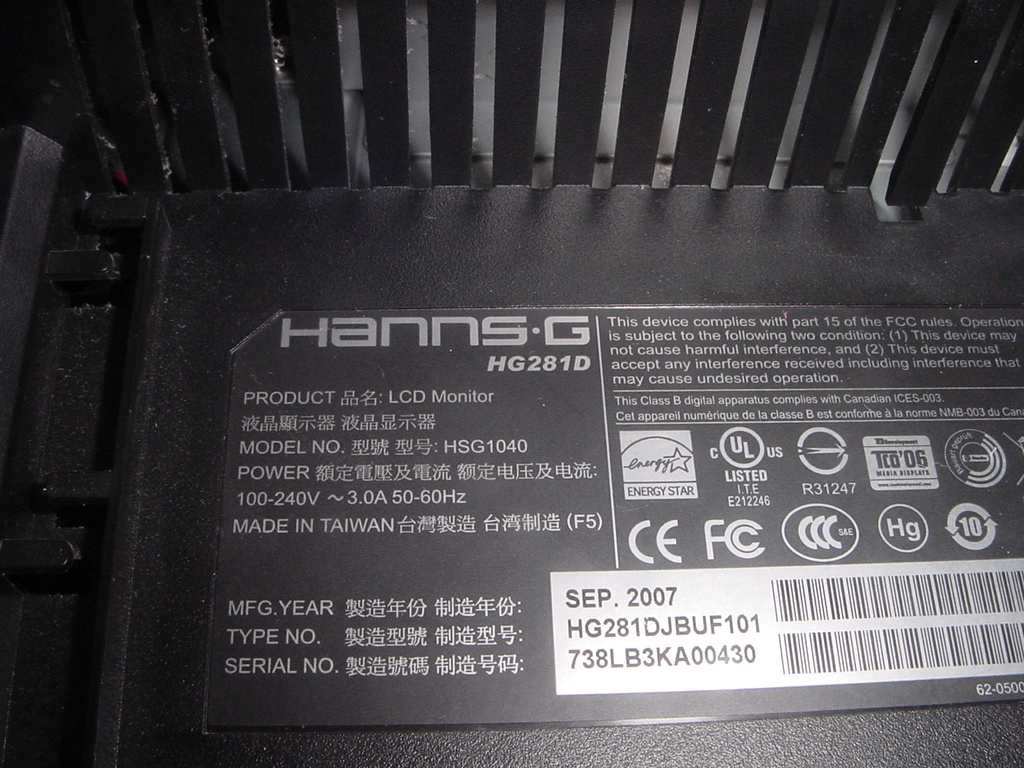 HANNS·G
HG281D
PRODUCT 品名: LCD Monitor
液晶顯示器 液晶显示器
MODEL NO. 型號 型号: HSG1040
POWER 額定電壓及電流 额定电压及电流:
100-240V ~ 3.0A 50-60Hz
MADE IN TAIWAN 台灣製造 台湾制造 (F5)
This device complies with part 15 of the FCC rules. Operation
is subject to the following two condition: (1) This device may
not cause harmful interference, and (2) This device must
accept any interference received including interference that
may cause undesired operation.
This Class B digital apparatus complies with Canadian ICES-003.
Cet appareil numérique de la classe B est conforme à la norme NMB-003 du
energy
ENERGY STAR
C UL US
LISTED
I.T.E
E212246
R31247
Development
TCO'06
MEDIA DISPLAYS
CE FC CCC S&E Hg 10
MFG.YEAR 製造年份 制造年份: SEP. 2007
TYPE NO. 製造型號 制造型号: HG281DJBUF101
SERIAL NO. 製造號碼 制造号码: 738LB3KA00430
62-0500